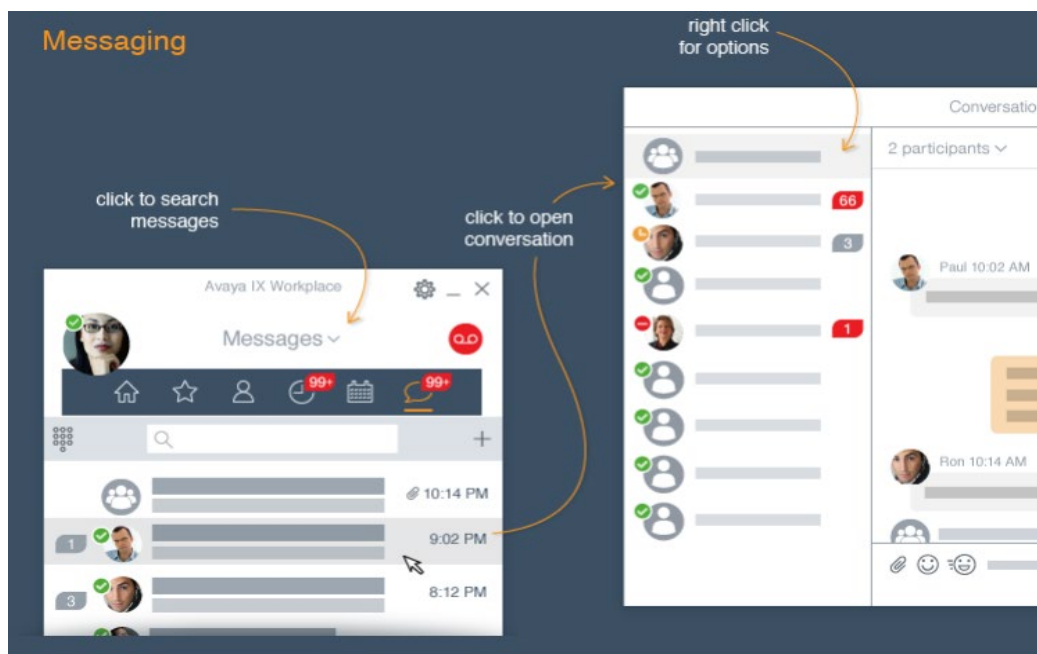 Messaging
right click
for options
click to search
messages
click to open
conversation
Avaya IX Workplace
Messages
99+
99+
10:14 PM
1
9:02 PM
3
8:12 PM
Conversatio
2 participants
66
3
1
Paul 10:02 AM
Ron 10:14 AM